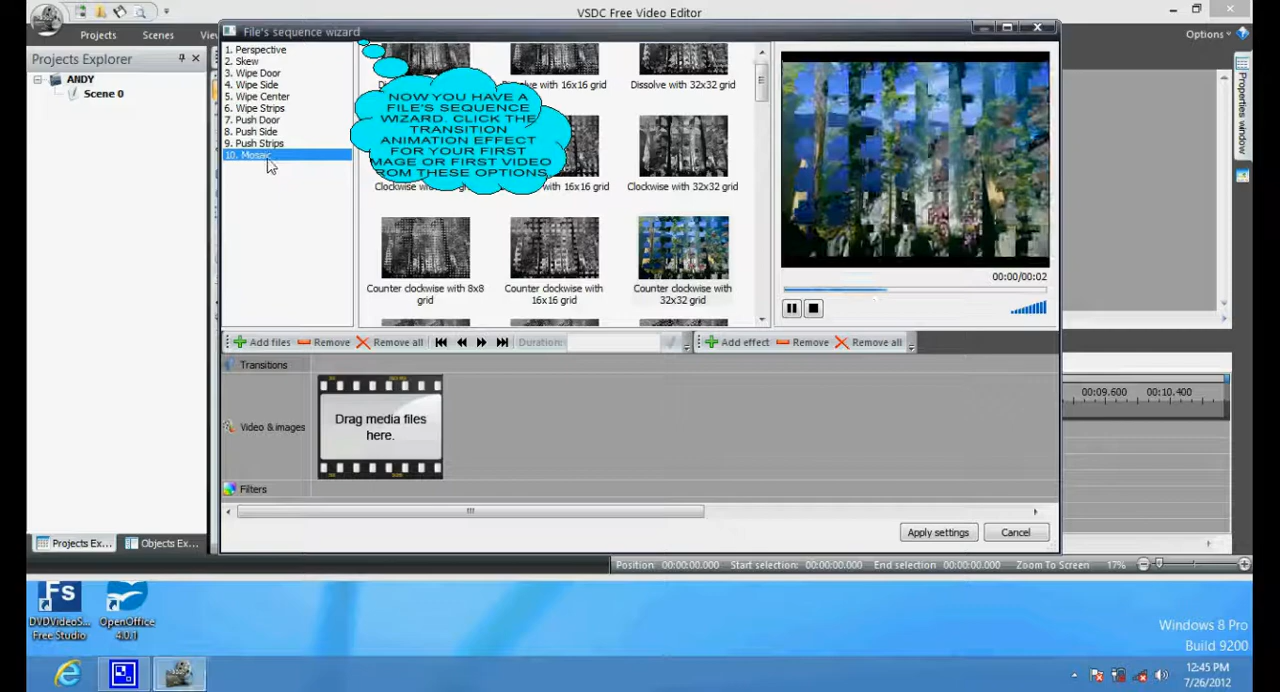 VSDC Free Video Editor
Projects
Scenes
Options
Projects Explorer
ANDY
Scene 0
File's sequence wizard
1. Perspective
2. Skew
3. Wipe Door
4. Wipe Side
5. Wipe Center
6. Wipe Strips
7. Push Door
8. Push Side
9. Push Strips
10. Mosaic
Dissolve with 32x32 grid
NOW YOU HAVE A
FILE'S SEQUENCE
WIZARD. CLICK THE
TRANSITION
ANIMATION EFFECT
FOR YOUR FIRST
IMAGE OR FIRST VIDEO
FROM THESE OPTIONS
with 16x16 grid
Clockwise with 32x32 grid
Counter clockwise with 8x8
grid
Counter clockwise with
16x16 grid
Counter clockwise with
32x32 grid
00:00/00:02
Properties window
Add files
Remove
Remove all
Duration:
Add effect
Remove
Remove all
Transitions
Video & images
Drag media files
here.
Filters
Apply settings
Cancel
00:09.600
00:10.400
Projects Ex...
Objects Ex...
Position:
00:00:00.000
Start selection:
00:00:00.000
End selection:
00:00:00.000
Zoom To Screen
17%
Fs
DVDVideoS...
Free Studio
OpenOffice
4.0.1
Windows 8 Pro
Build 9200
12:45 PM
7/26/2012